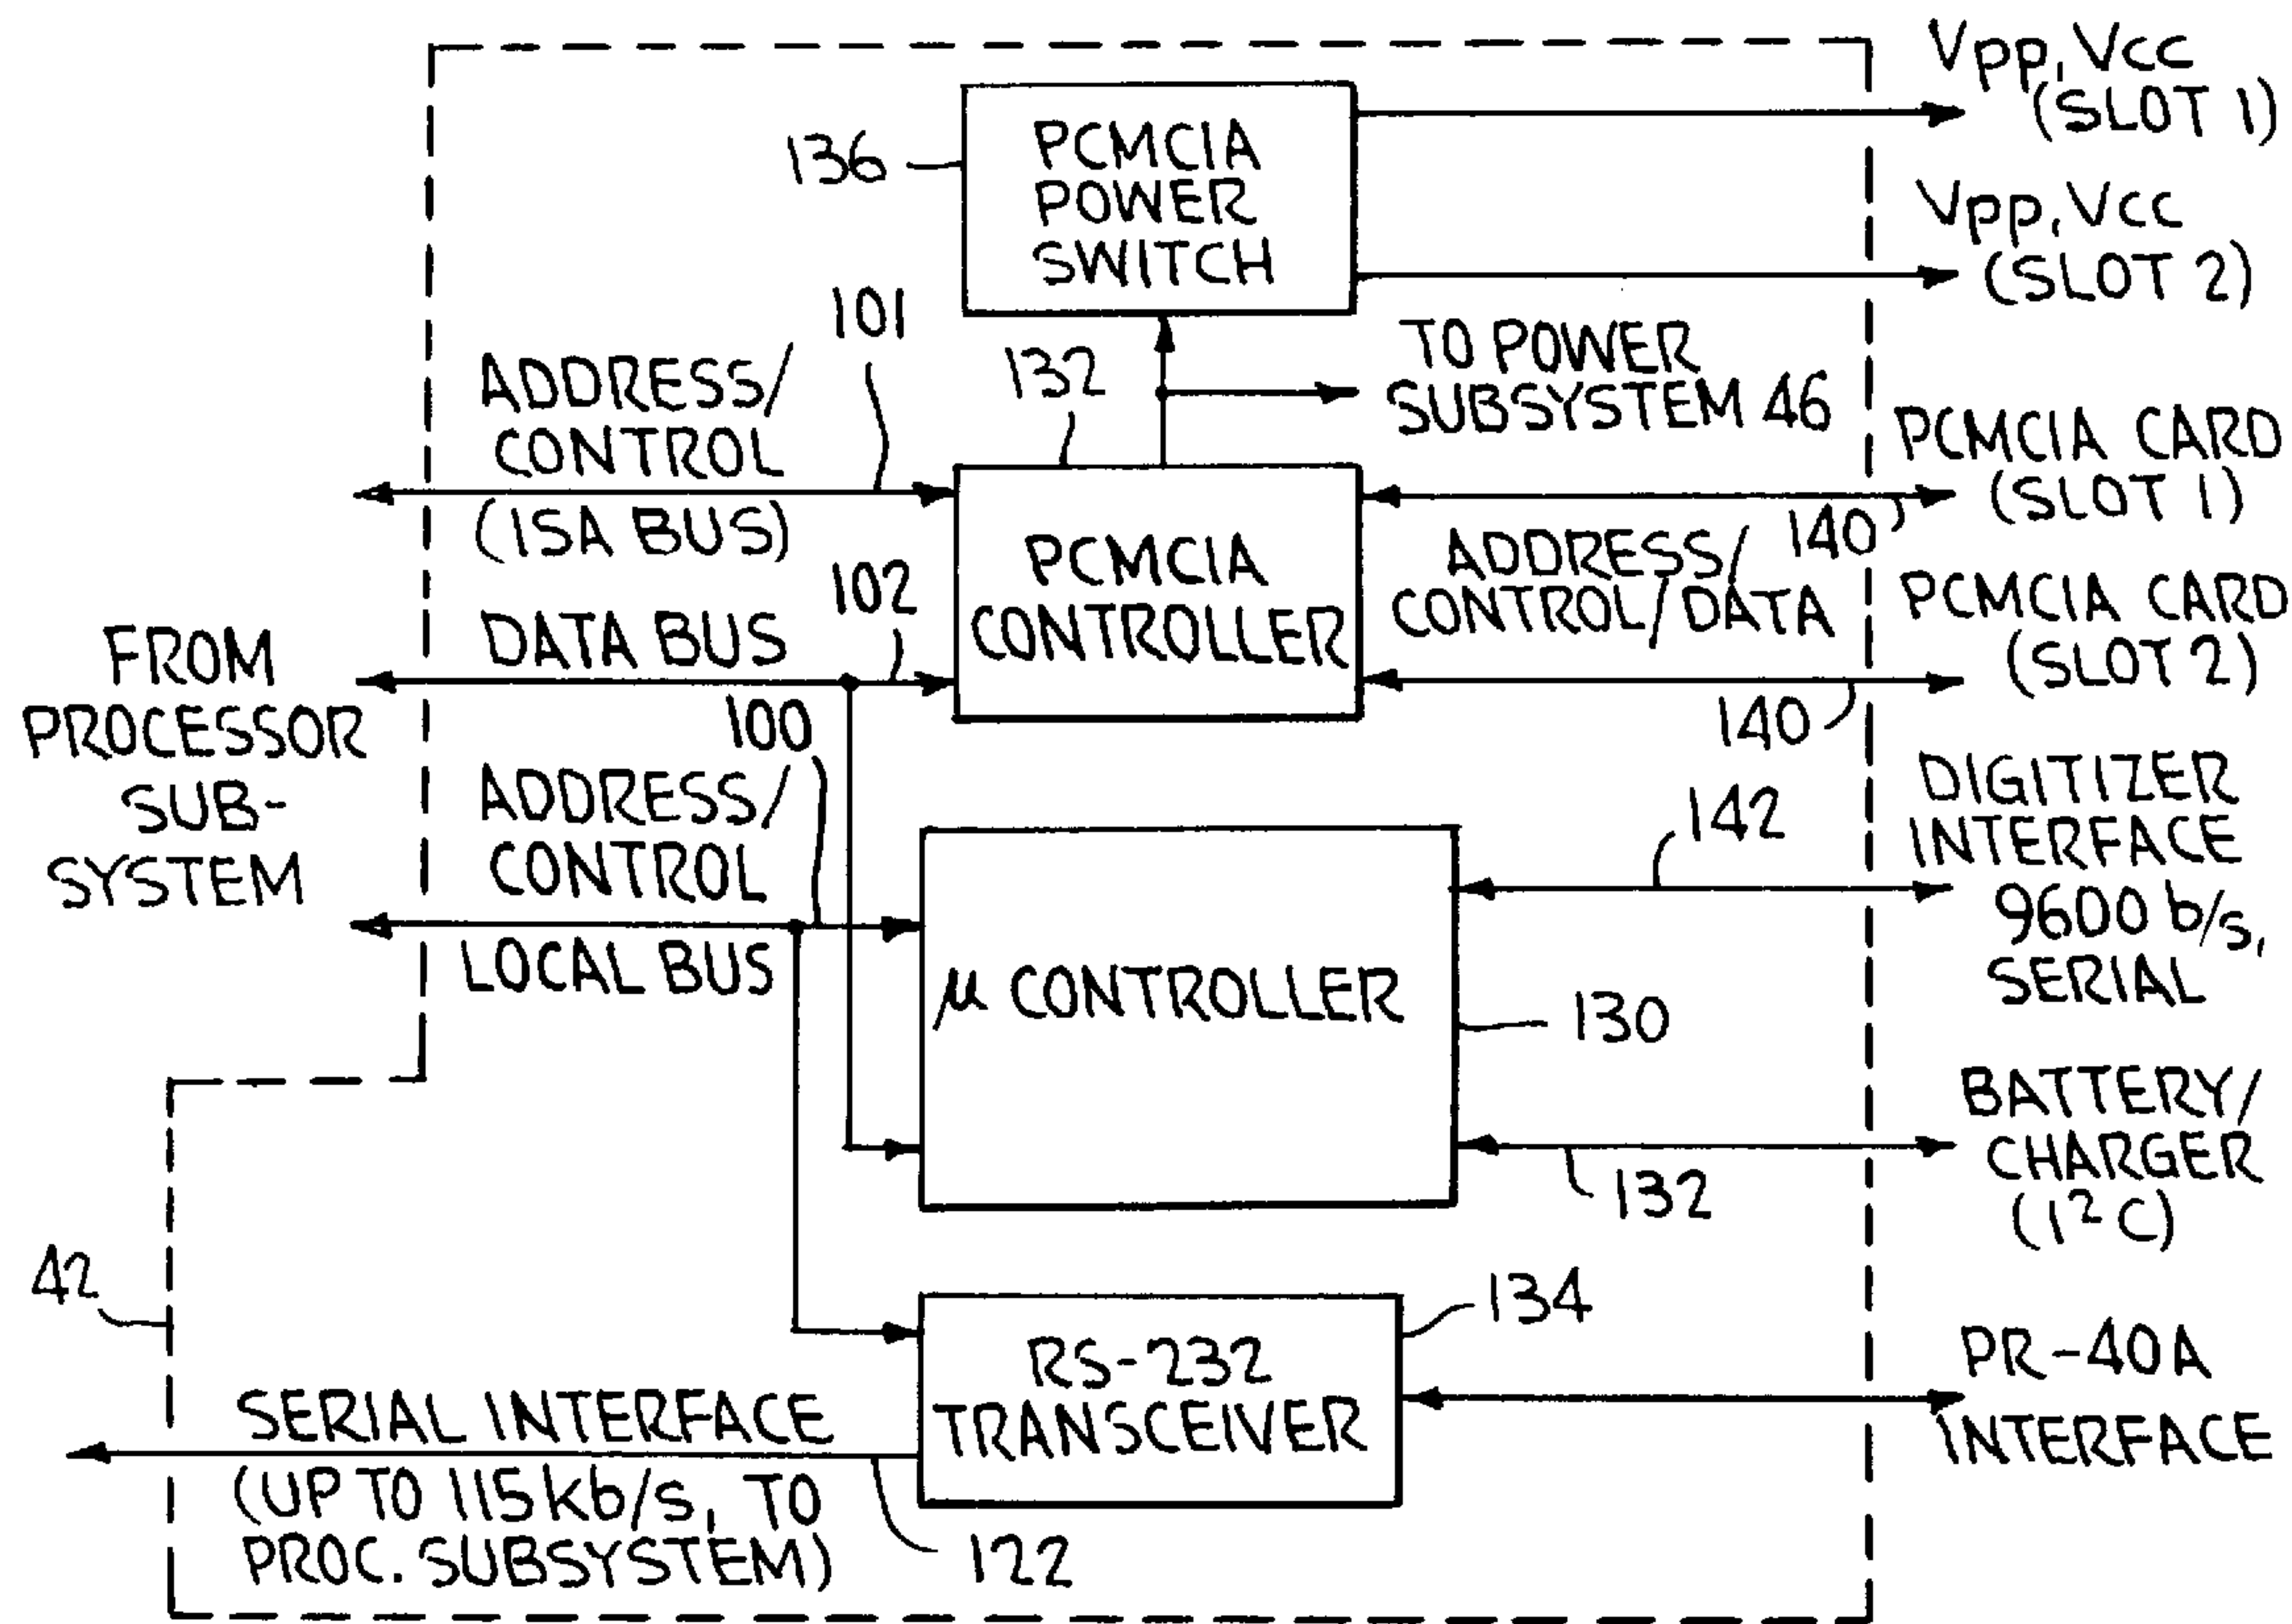 Vpp, Vcc
(SLOT 1)
136
PCMCIA
POWER
SWITCH
Vpp, Vcc
(SLOT 2)
101
132
TO POWER
SUBSYSTEM 46
ADDRESS/
CONTROL
(ISA BUS)
PCMCIA CARD
(SLOT 1)
140
PCMCIA
CONTROLLER
ADDRESS/
CONTROL/DATA
102
DATA BUS
PCMCIA CARD
(SLOT 2)
140
FROM
PROCESSOR
SUB-
SYSTEM
100
ADDRESS/
CONTROL
LOCAL BUS
142
DIGITIZER
INTERFACE
9600 b/s,
SERIAL
μ CONTROLLER
130
BATTERY/
CHARGER
(I²C)
132
42
134
RS-232
TRANSCEIVER
PR-40A
INTERFACE
SERIAL INTERFACE
(UP TO 115kb/s, TO
PROC. SUBSYSTEM)
122